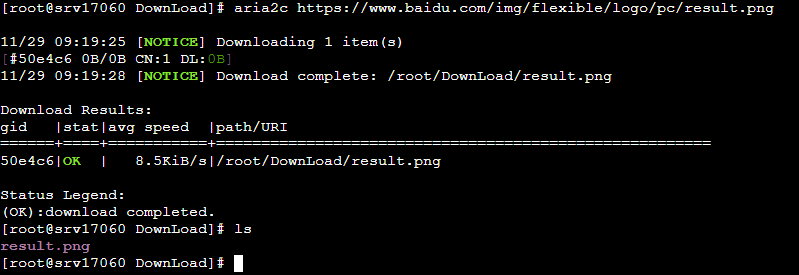 [root@srv17060 DownLoad]# aria2c https://www.baidu.com/img/flexible/logo/pc/result.png
11/29 09:19:25 [NOTICE] Downloading 1 item(s)
[#50e4c6 0B/0B CN:1 DL:0B]
11/29 09:19:28 [NOTICE] Download complete: /root/DownLoad/result.png
Download Results:
gid   |stat|avg speed  |path/URI
======+====+===========+=======================================================
50e4c6|OK  |   8.5KiB/s|/root/DownLoad/result.png
Status Legend:
(OK):download completed.
[root@srv17060 DownLoad]# ls
result.png
[root@srv17060 DownLoad]#